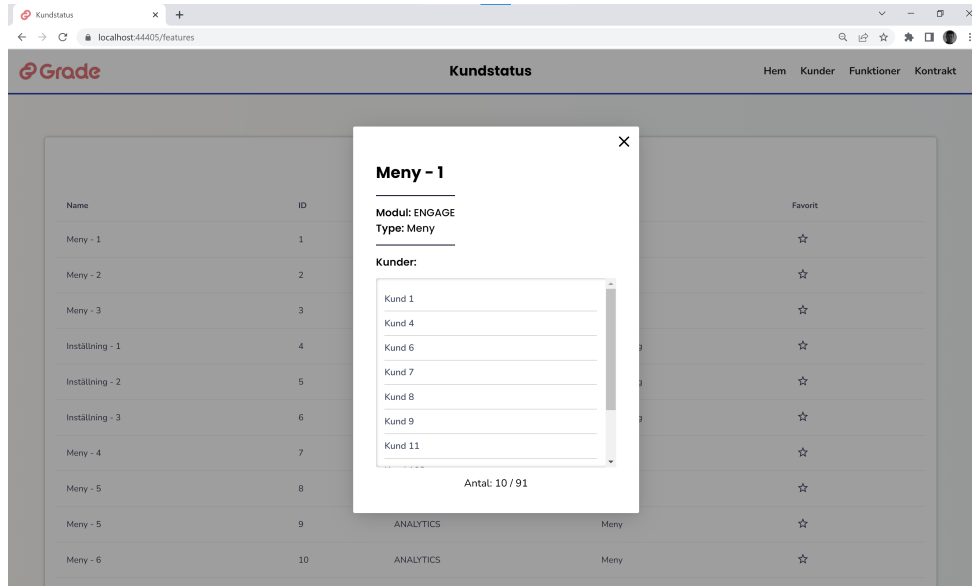 Kundstatus
localhost:44405/features
Grade
Kundstatus
Hem Kunder Funktioner Kontrakt
Meny - 1
Modul: ENGAGE
Type: Meny
Kunder:
Kund 1
Kund 4
Kund 6
Kund 7
Kund 8
Kund 9
Kund 11
Antal: 10 / 91
Name ID Favorit
Meny - 1 1
Meny - 2 2
Meny - 3 3
Inställning - 1 4
Inställning - 2 5
Inställning - 3 6
Meny - 4 7
Meny - 5 8
Meny - 5 9 ANALYTICS Meny
Meny - 6 10 ANALYTICS Meny